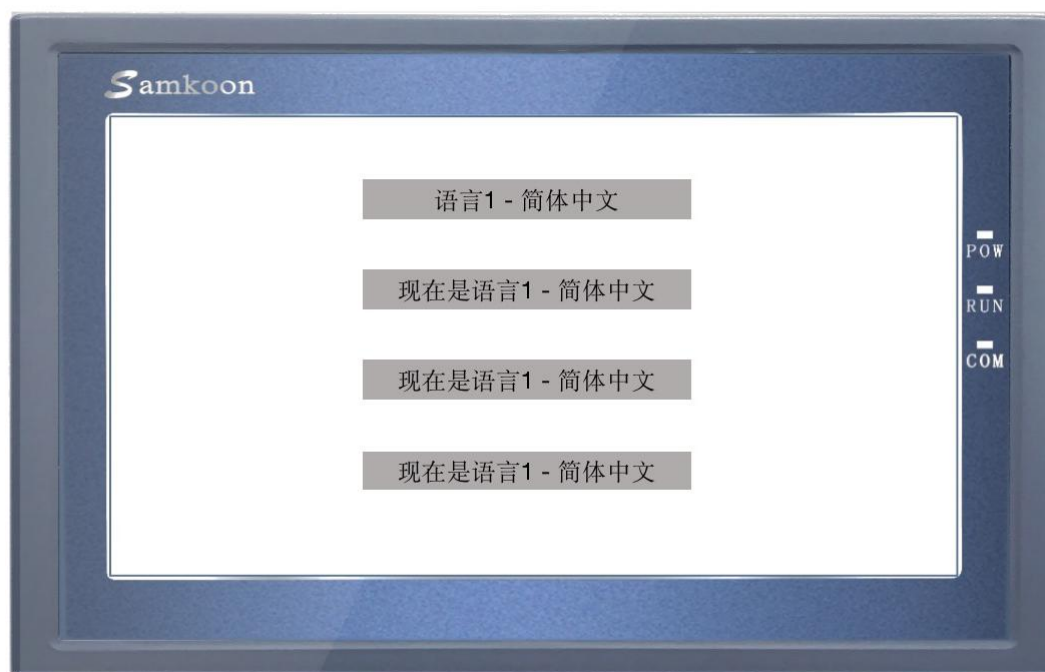 Samkoon
语言1 - 简体中文
POW
现在是语言1 - 简体中文
RUN
COM
现在是语言1 - 简体中文
现在是语言1 - 简体中文